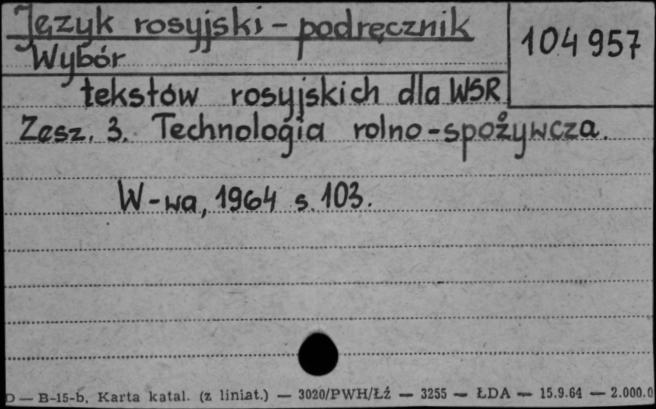 Język rosyjski - podręcznik
104957
Wybór
tekstów rosyjskich dla WSR
Zesz. 3. Technologia rolno-spożywcza.
W-wa, 1964 s. 103.
D — B-15-b. Karta katal. (z liniat.) — 3020/PWH/Łź — 3255 — ŁDA — 15.9.64 — 2.000.0